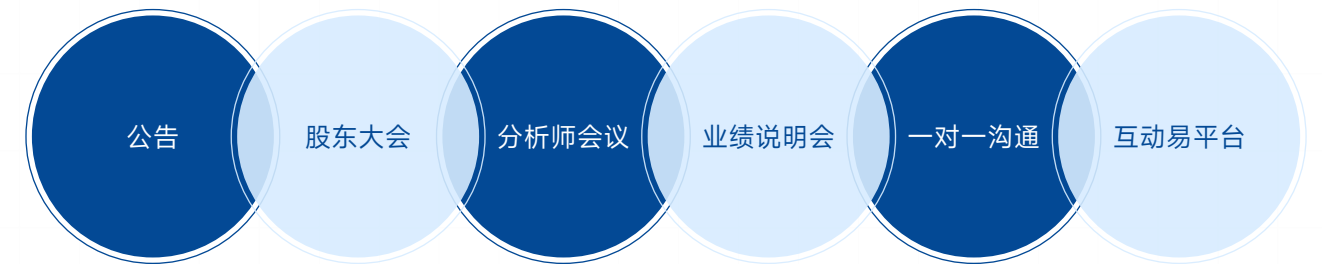 公告
股东大会
分析师会议
业绩说明会
一对一沟通
互动易平台